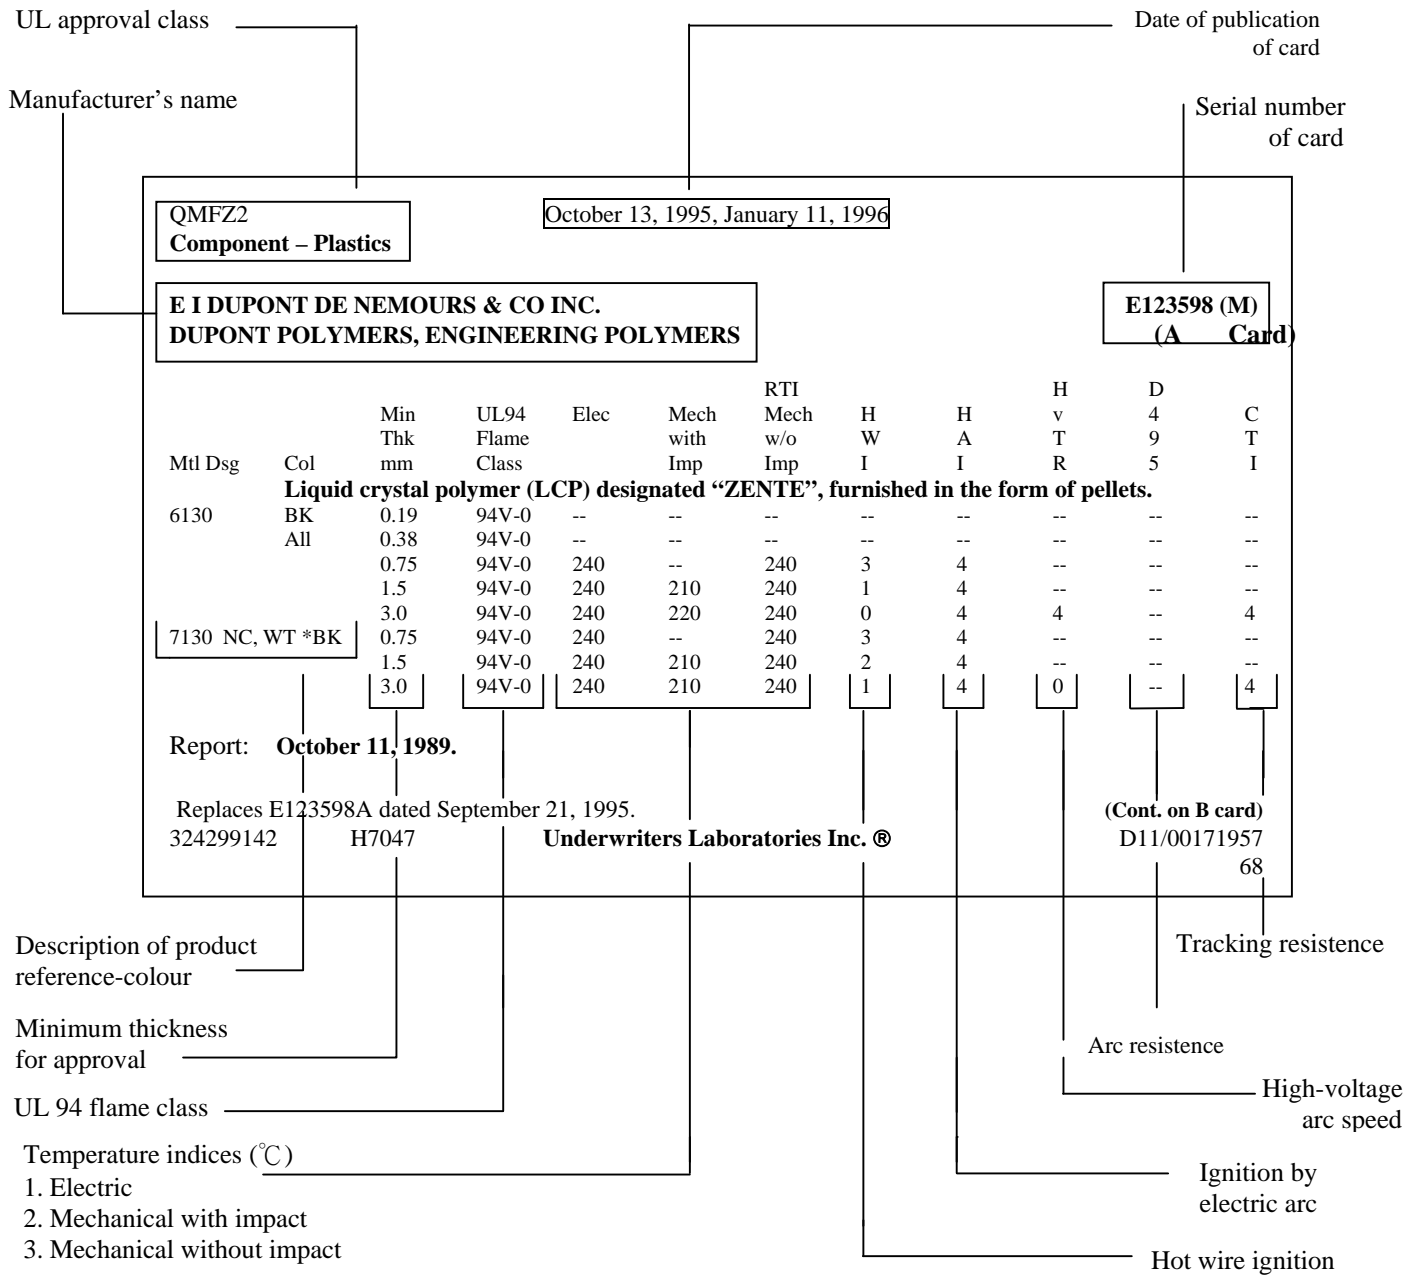 UL approval class
Date of publication
of card
Manufacturer's name
Serial number
of card
QMFZ2
Component – Plastics
October 13, 1995, January 11, 1996
E I DUPONT DE NEMOURS & CO INC.
DUPONT POLYMERS, ENGINEERING POLYMERS
E123598 (M)
(A Card)
RTI H D
Min UL94 Elec Mech Mech H H v 4 C
Thk Flame with w/o W A T 9 T
Mtl Dsg Col mm Class Imp Imp I I R 5 I
Liquid crystal polymer (LCP) designated “ZENTE”, furnished in the form of pellets.
6130 BK 0.19 94V-0 -- -- -- -- -- -- -- --
All 0.38 94V-0 -- -- -- -- -- -- -- --
0.75 94V-0 240 -- 240 3 4 -- -- --
1.5 94V-0 240 210 240 1 4 -- -- --
3.0 94V-0 240 220 240 0 4 4 -- 4
7130 NC, WT *BK 0.75 94V-0 240 -- 240 3 4 -- -- --
1.5 94V-0 240 210 240 2 4 -- -- --
3.0 94V-0 240 210 240 1 4 0 -- 4
Report: October 11, 1989.
Replaces E123598A dated September 21, 1995.
(Cont. on B card)
324299142 H7047 Underwriters Laboratories Inc. ® D11/00171957
68
Description of product
reference-colour
Tracking resistence
Minimum thickness
for approval
Arc resistence
UL 94 flame class
High-voltage
arc speed
Temperature indices (℃)
1. Electric
2. Mechanical with impact
3. Mechanical without impact
Ignition by
electric arc
Hot wire ignition